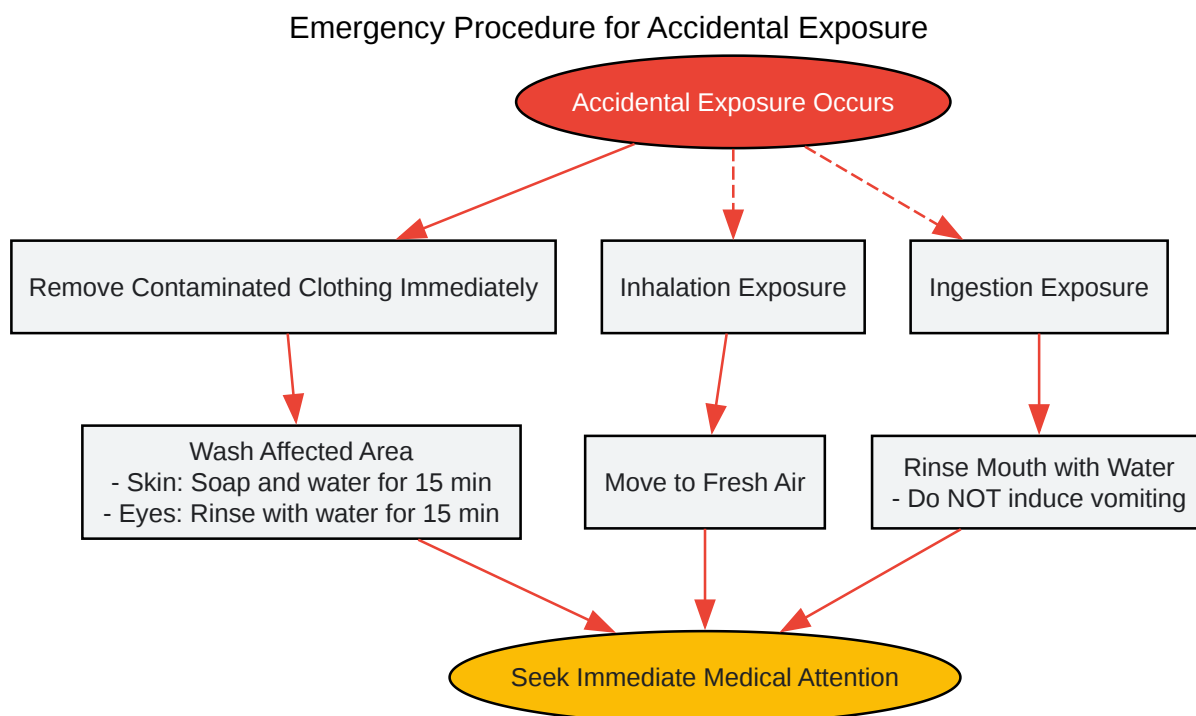 Emergency Procedure for Accidental Exposure
Accidental Exposure Occurs
Remove Contaminated Clothing Immediately
Inhalation Exposure
Ingestion Exposure
Wash Affected Area
- Skin: Soap and water for 15 min
- Eyes: Rinse with water for 15 min
Move to Fresh Air
Rinse Mouth with Water
- Do NOT induce vomiting
Seek Immediate Medical Attention